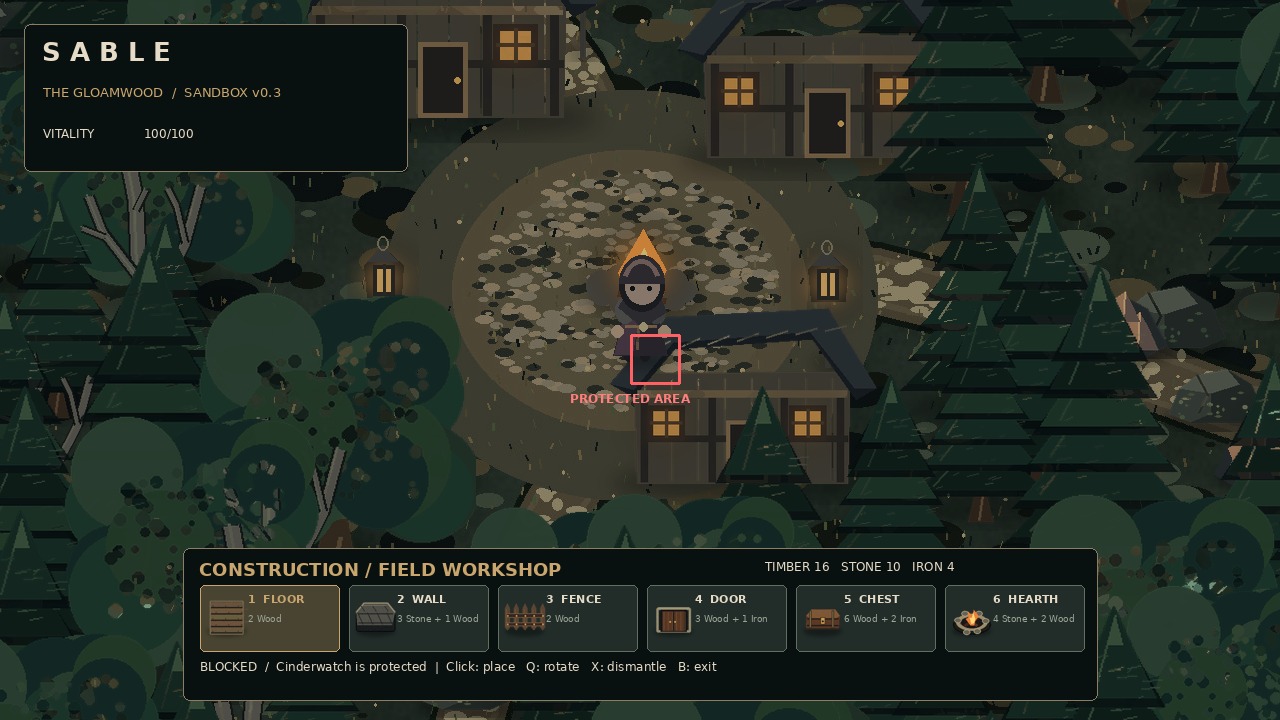 SABLE
THE GLOAMWOOD / SANDBOX v0.3
VITALITY 100/100
PROTECTED AREA
CONSTRUCTION / FIELD WORKSHOP
TIMBER 16 STONE 10 IRON 4
1 FLOOR
2 Wood
2 WALL
3 Stone + 1 Wood
3 FENCE
2 Wood
4 DOOR
3 Wood + 1 Iron
5 CHEST
6 Wood + 2 Iron
6 HEARTH
4 Stone + 2 Wood
BLOCKED / Cinderwatch is protected | Click: place Q: rotate X: dismantle B: exit